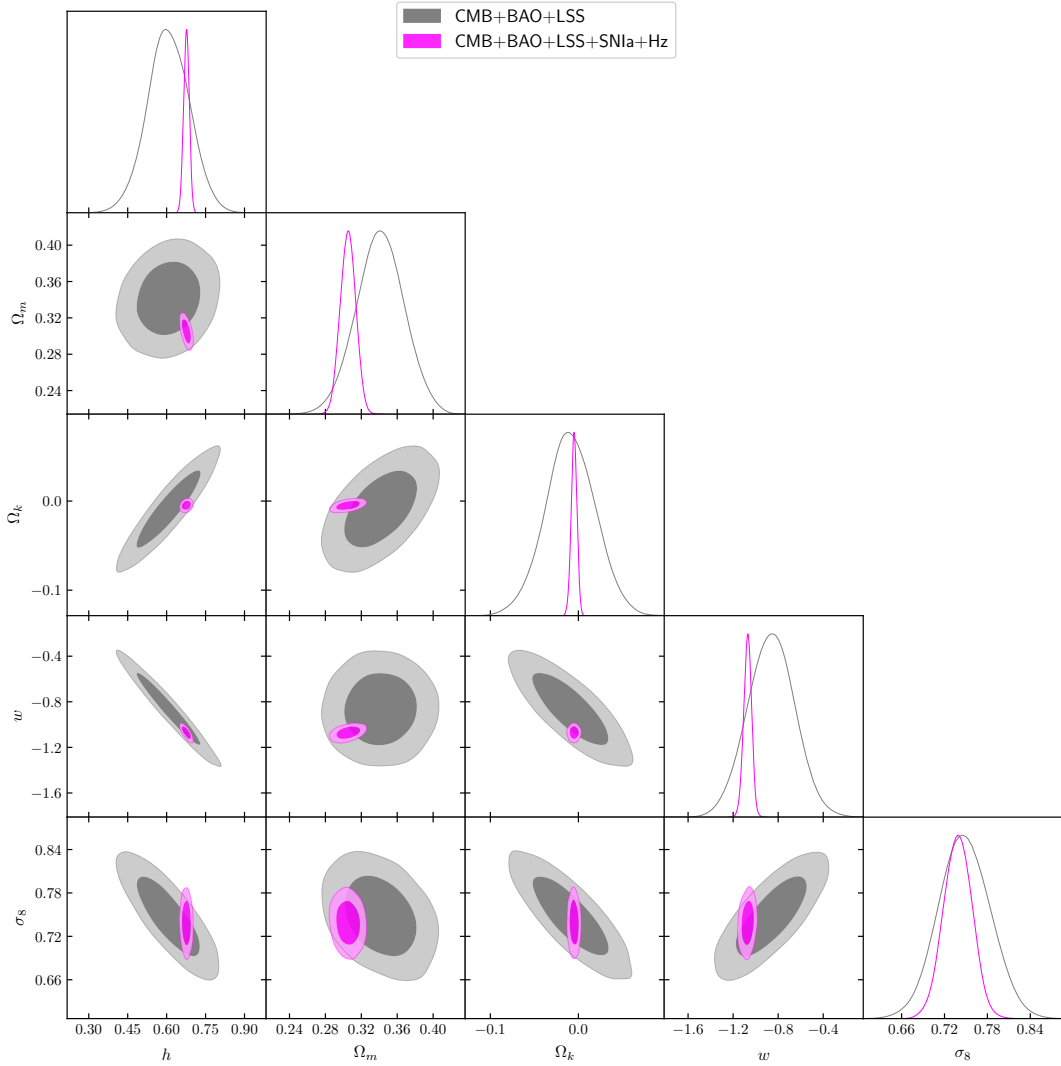 CMB+BAO+LSS
CMB+BAO+LSS+SNIa+Hz
0.40
0.36
0.32
0.28
0.24
Ω_m
0.0
−0.1
Ω_k
−0.4
−0.8
−1.2
−1.6
w
0.84
0.78
0.72
0.66
σ_8
0.30 0.45 0.60 0.75 0.90
0.24 0.28 0.32 0.36 0.40
−0.1 0.0
−1.6 −1.2 −0.8 −0.4
0.66 0.72 0.78 0.84
h Ω_m Ω_k w σ_8